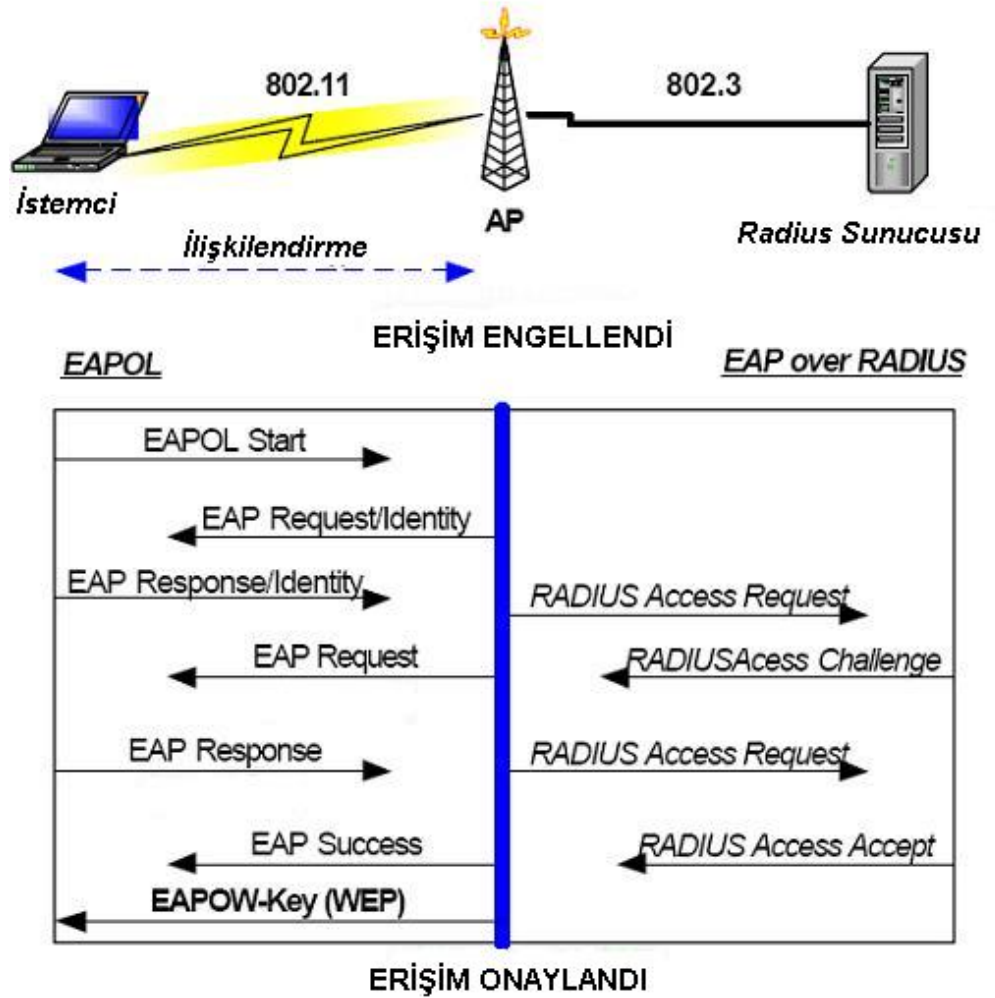 802.11
802.3
İstemci
AP
Radius Sunucusu
İlişkilendirme
ERİŞİM ENGELLENDİ
EAPOL
EAP over RADIUS
EAPOL Start
EAP Request/Identity
EAP Response/Identity
RADIUS Access Request
EAP Request
RADIUSAcess Challenge
EAP Response
RADIUS Access Request
EAP Success
RADIUS Access Accept
EAPOW-Key (WEP)
ERİŞİM ONAYLANDI